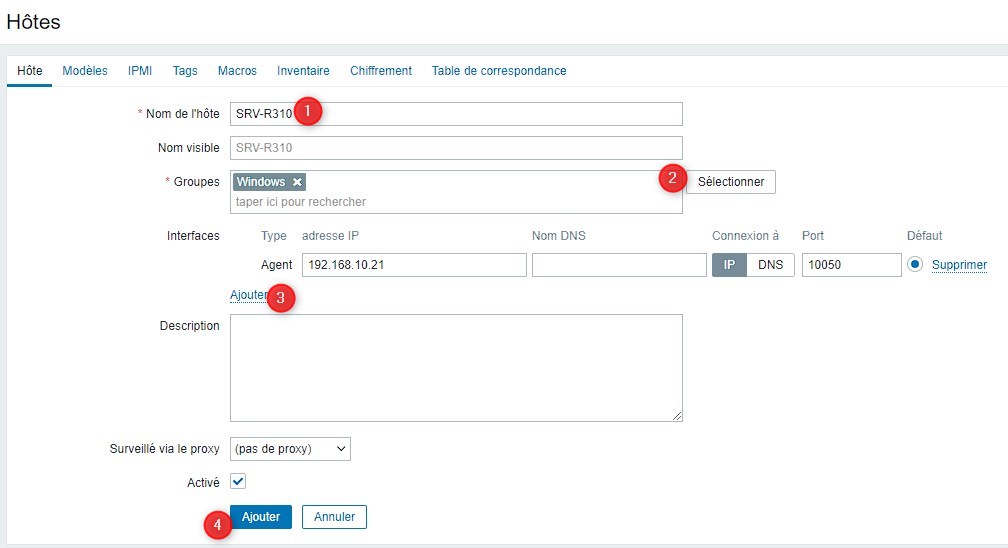 Hôtes
Hôte Modèles IPMI Tags Macros Inventaire Chiffrement Table de correspondance
* Nom de l'hôte SRV-R310 1
Nom visible SRV-R310
* Groupes Windows × 2 Sélectionner
taper ici pour rechercher
Interfaces Type adresse IP Nom DNS Connexion à Port Défaut
Agent 192.168.10.21 IP DNS 10050 Supprimer
Ajouter 3
Description
Surveillé via le proxy (pas de proxy)
Activé
4 Ajouter Annuler